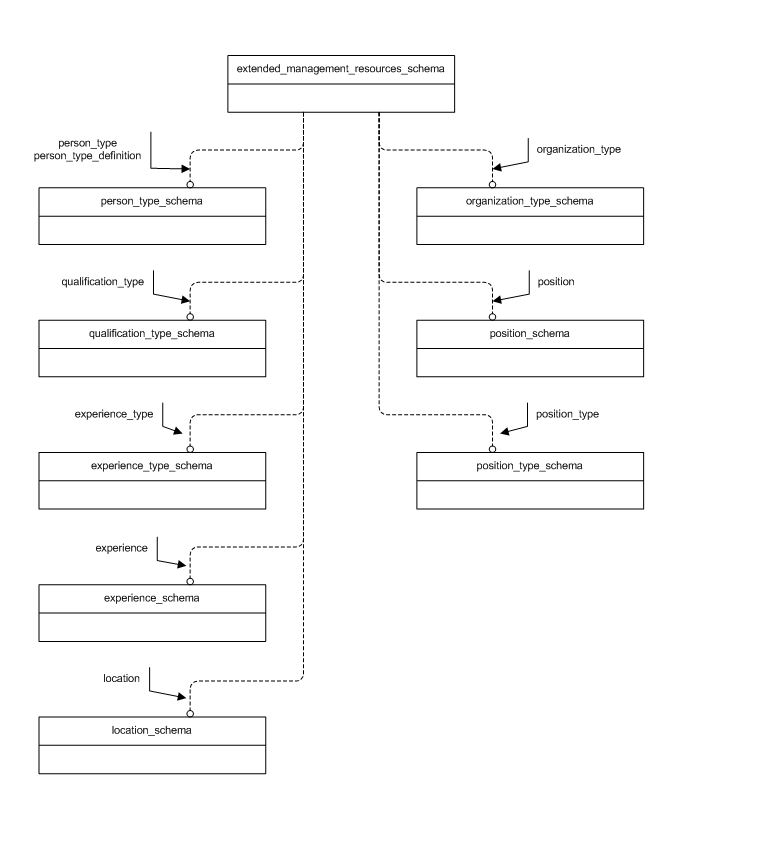 extended_management_resources_schema
person_type
person_type_definition
organization_type
person_type_schema
organization_type_schema
qualification_type
position
qualification_type_schema
position_schema
experience_type
position_type
experience_type_schema
position_type_schema
experience
experience_schema
location
location_schema